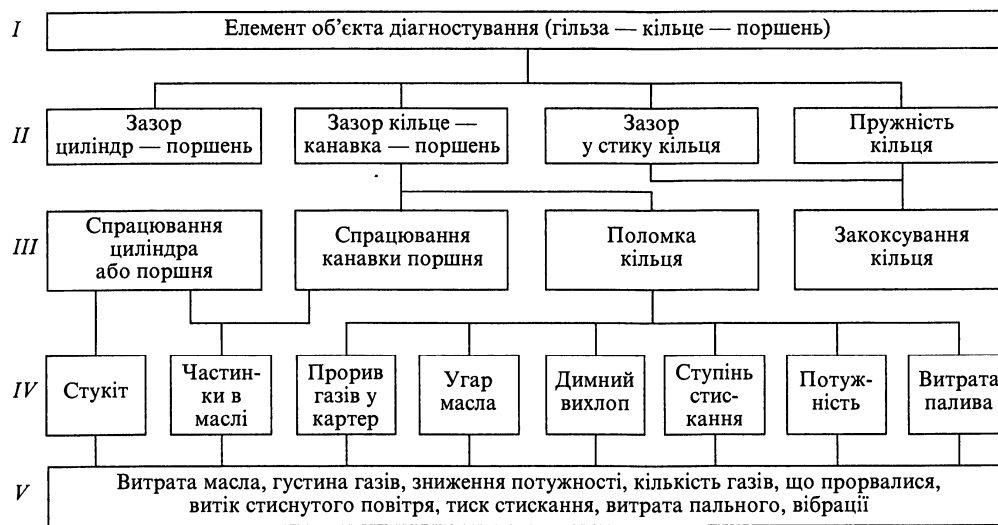 I
Елемент об’єкта діагностування (гільза — кільце — поршень)
II
Зазор
циліндр — поршень
Зазор кільце —
канавка — поршень
Зазор
у стику кільця
Пружність
кільця
III
Спрацювання
циліндра
або поршня
Спрацювання
канавки поршня
Поломка
кільця
Закоксування
кільця
IV
Стукіт
Частин-
ки в
маслі
Прорив
газів у
картер
Угар
масла
Димний
вихлоп
Ступінь
стис-
кання
Потуж-
ність
Витрата
палива
V
Витрата масла, густина газів, зниження потужності, кількість газів, що прорвалися,
витік стиснутого повітря, тиск стискання, витрата пального, вібрації